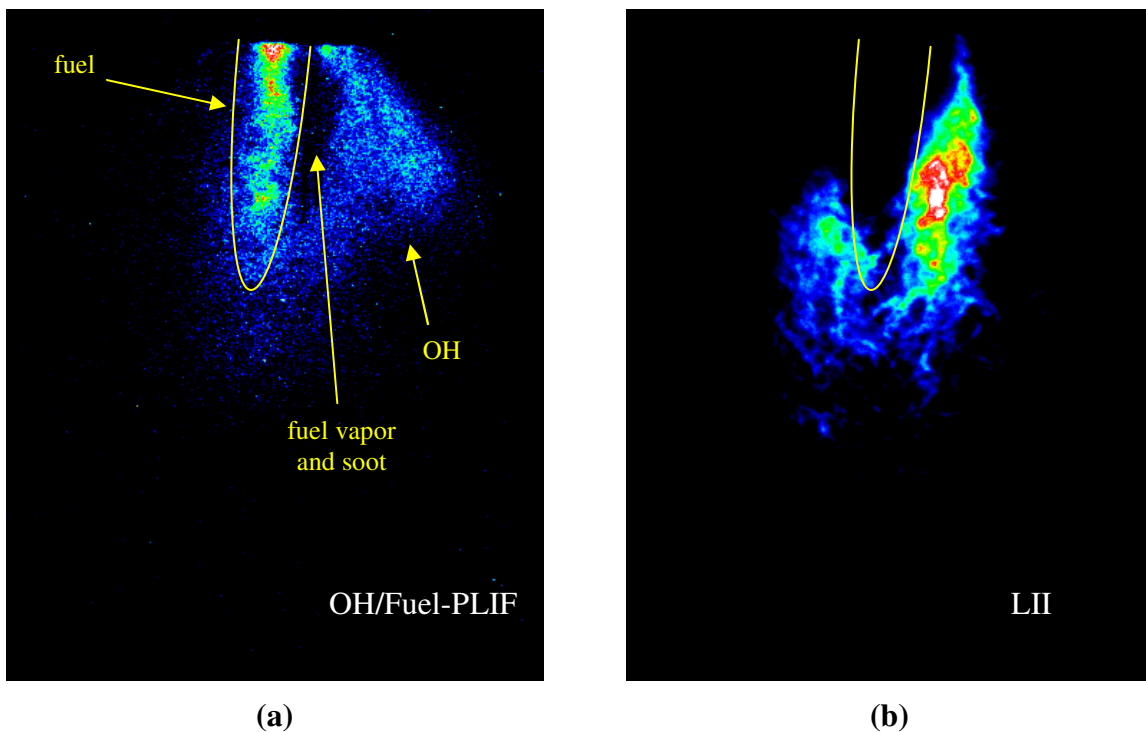 fuel
OH
fuel vapor
and soot
OH/Fuel-PLIF
LII
(a)
(b)